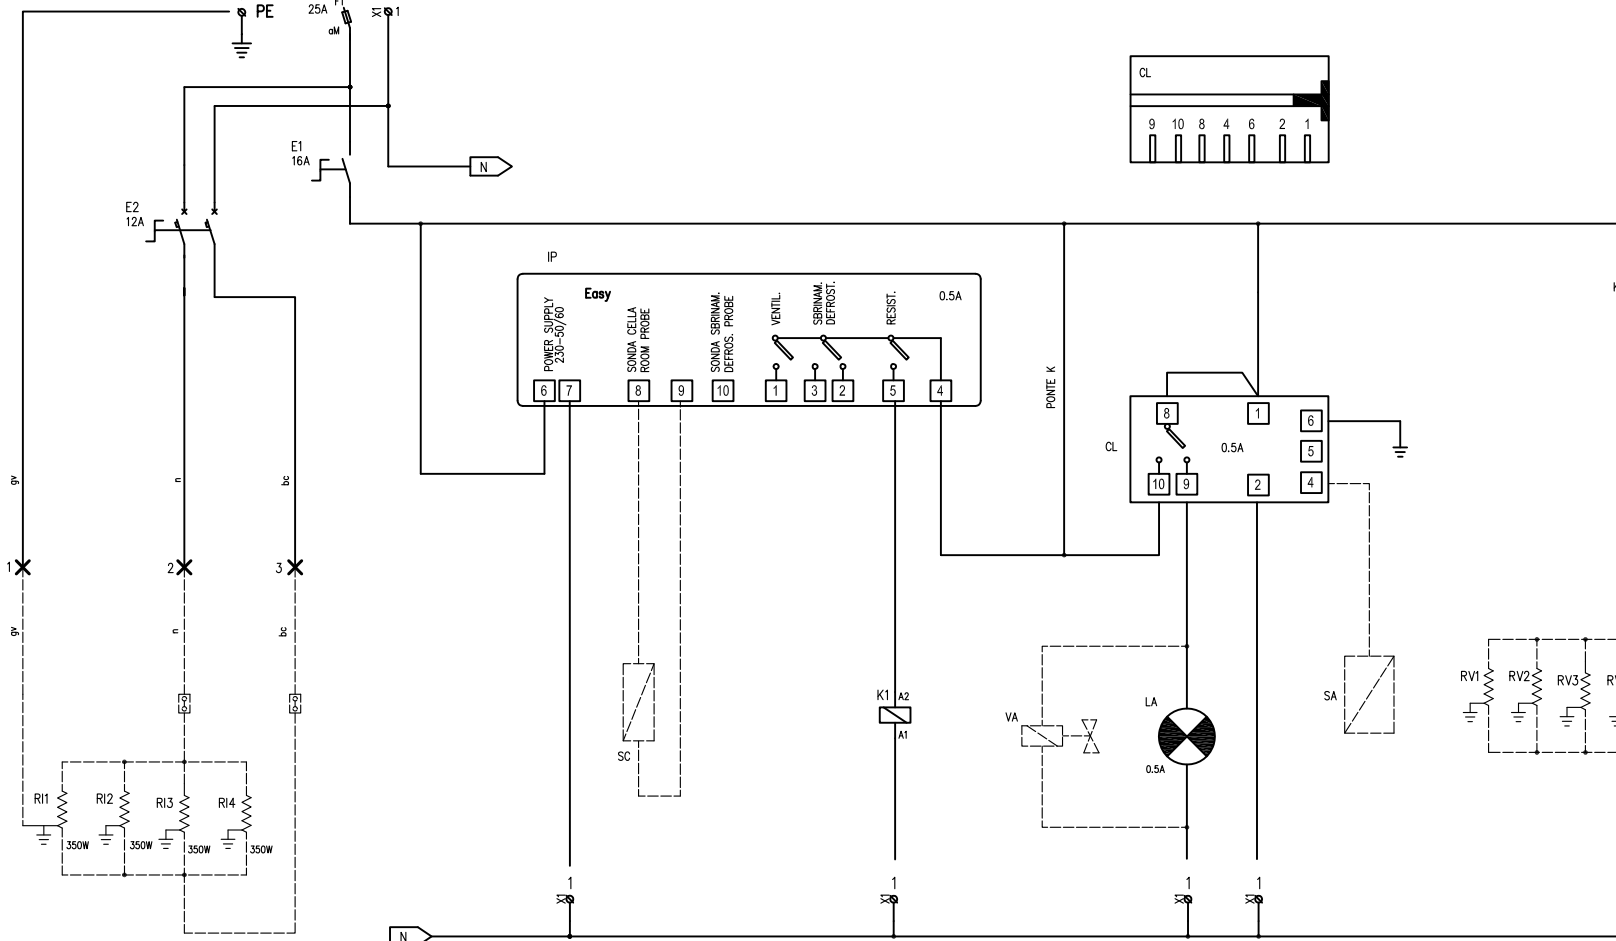 PE
25A
aM
X1 1
CL
9 10 8 4 6 2 1
E1
16A
N
E2
12A
IP
Easy
POWER SUPPLY
230-50/60
SONDA CELLA
ROOM PROBE
SONDA SBRINAM.
DEFROS. PROBE
VENTIL.
SBRINAM.
DEFROST.
RESIST.
0.5A
6 7 8 9 10 1 3 2 5 4
PONTE K
CL
8 1 6
0.5A
5
10 9 2 4
gv
n
bc
1
2
3
gv
n
bc
SC
K1 A2
A1
VA
LA
0.5A
SA
RV1
RV2
RV3
RI1
RI2
RI3
RI4
350W
350W
350W
350W
1
X1
1
X1
1
X1
1
X1
N